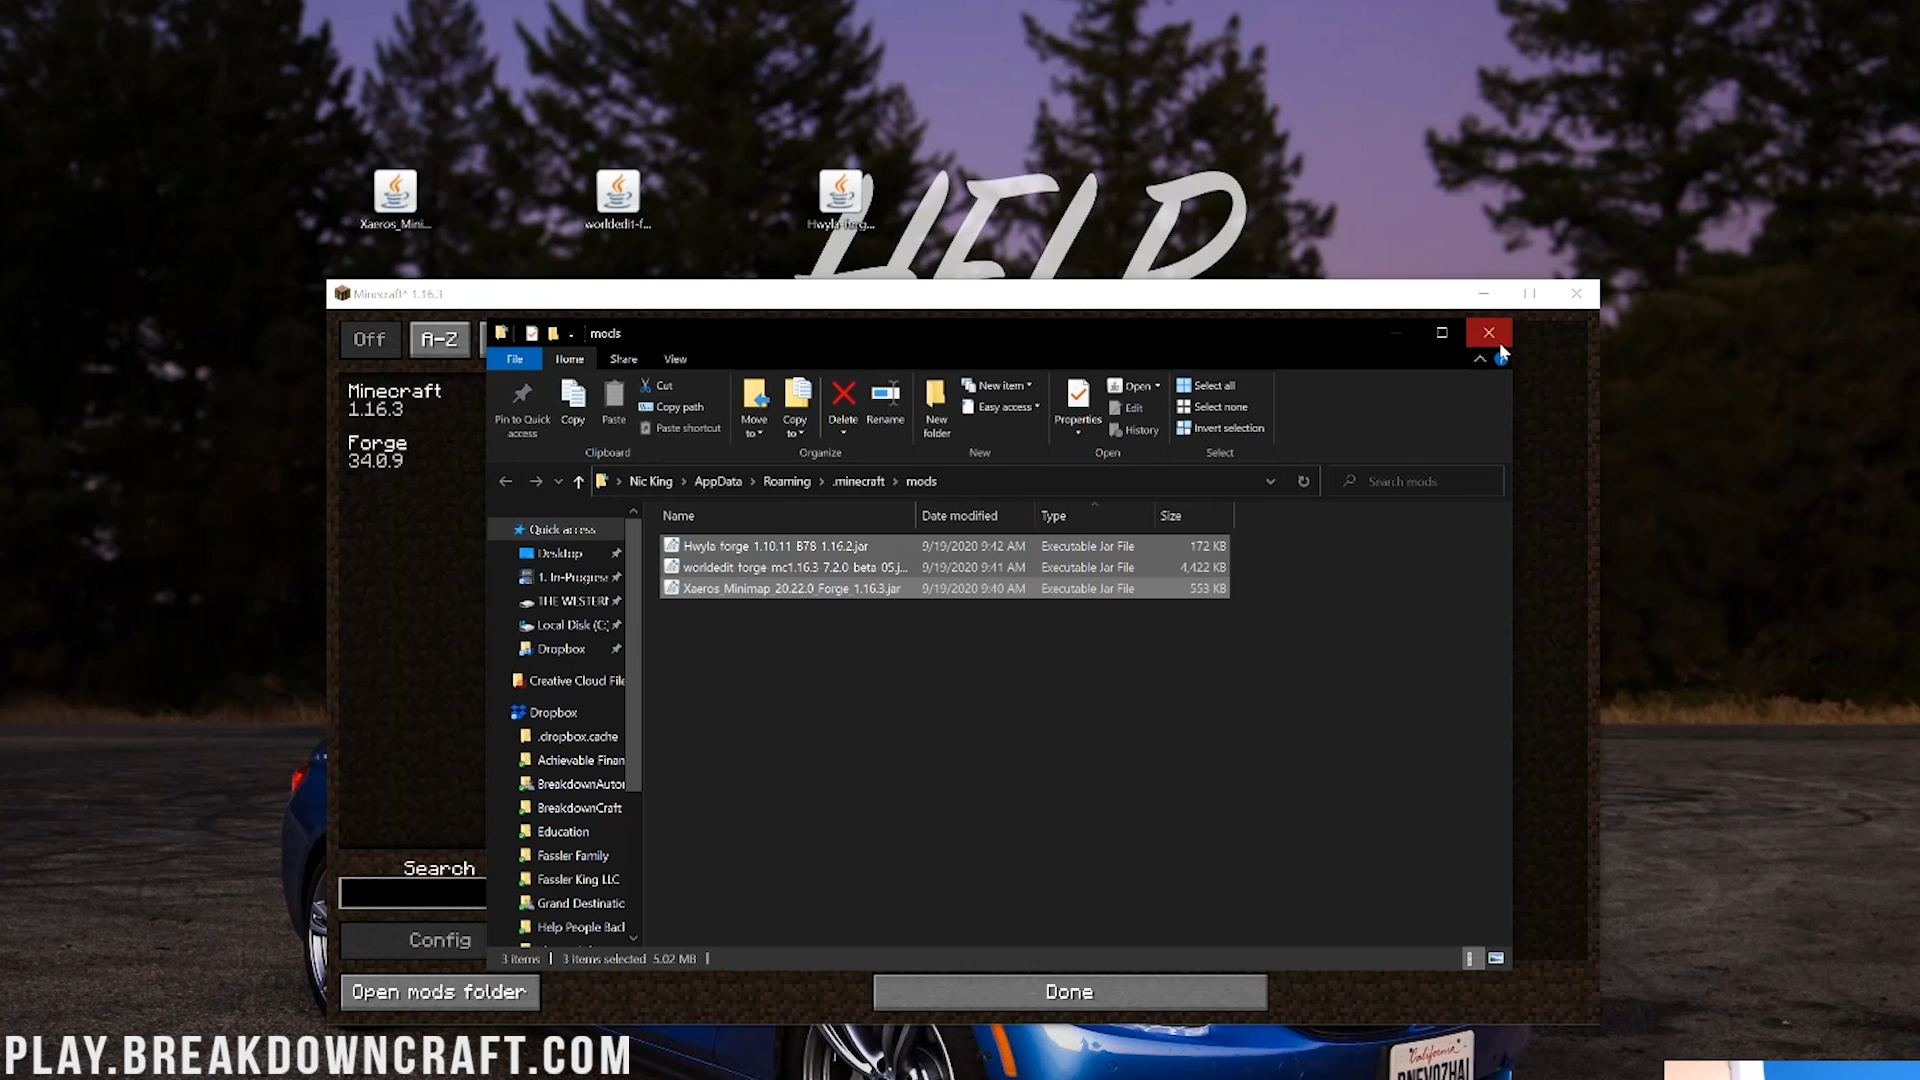 HELP
Xaeros_Mini...
worldedit-f...
Hwyla-forg...
Minecraft* 1.16.3
Off
A-Z
mods
File
Home
Share
View
Pin to Quick access
Copy
Paste
Cut
Copy path
Paste shortcut
Move to
Copy to
Delete
Rename
New folder
New item
Easy access
Properties
Open
Edit
History
Select all
Select none
Invert selection
Clipboard
Organize
New
Open
Select
Minecraft
1.16.3
Forge
34.0.9
Nic King > AppData > Roaming > .minecraft > mods
Search mods
Name
Date modified
Type
Size
Hwyla forge 1.10.11 B78 1.16.2.jar 9/19/2020 9:42 AM Executable Jar File 172 KB
worldedit forge mc1.16.3 7.2.0 beta 05.j... 9/19/2020 9:41 AM Executable Jar File 4,422 KB
Xaeros_Minimap_20.22.0_Forge 1.16.3.jar 9/19/2020 9:40 AM Executable Jar File 553 KB
Quick access
Desktop
1. In-Progress
THE WESTERN
Local Disk (C:)
Dropbox
Creative Cloud File
Dropbox
.dropbox.cache
Achievable Finan
BreakdownAutor
BreakdownCraft
Education
Fassler Family
Fassler King LLC
Grand Destinatic
Help People Bacl
3 items
3 items selected 5.02 MB
Search
Config
Open mods folder
Done
PLAY.BREAKDOWNCRAFT.COM
California